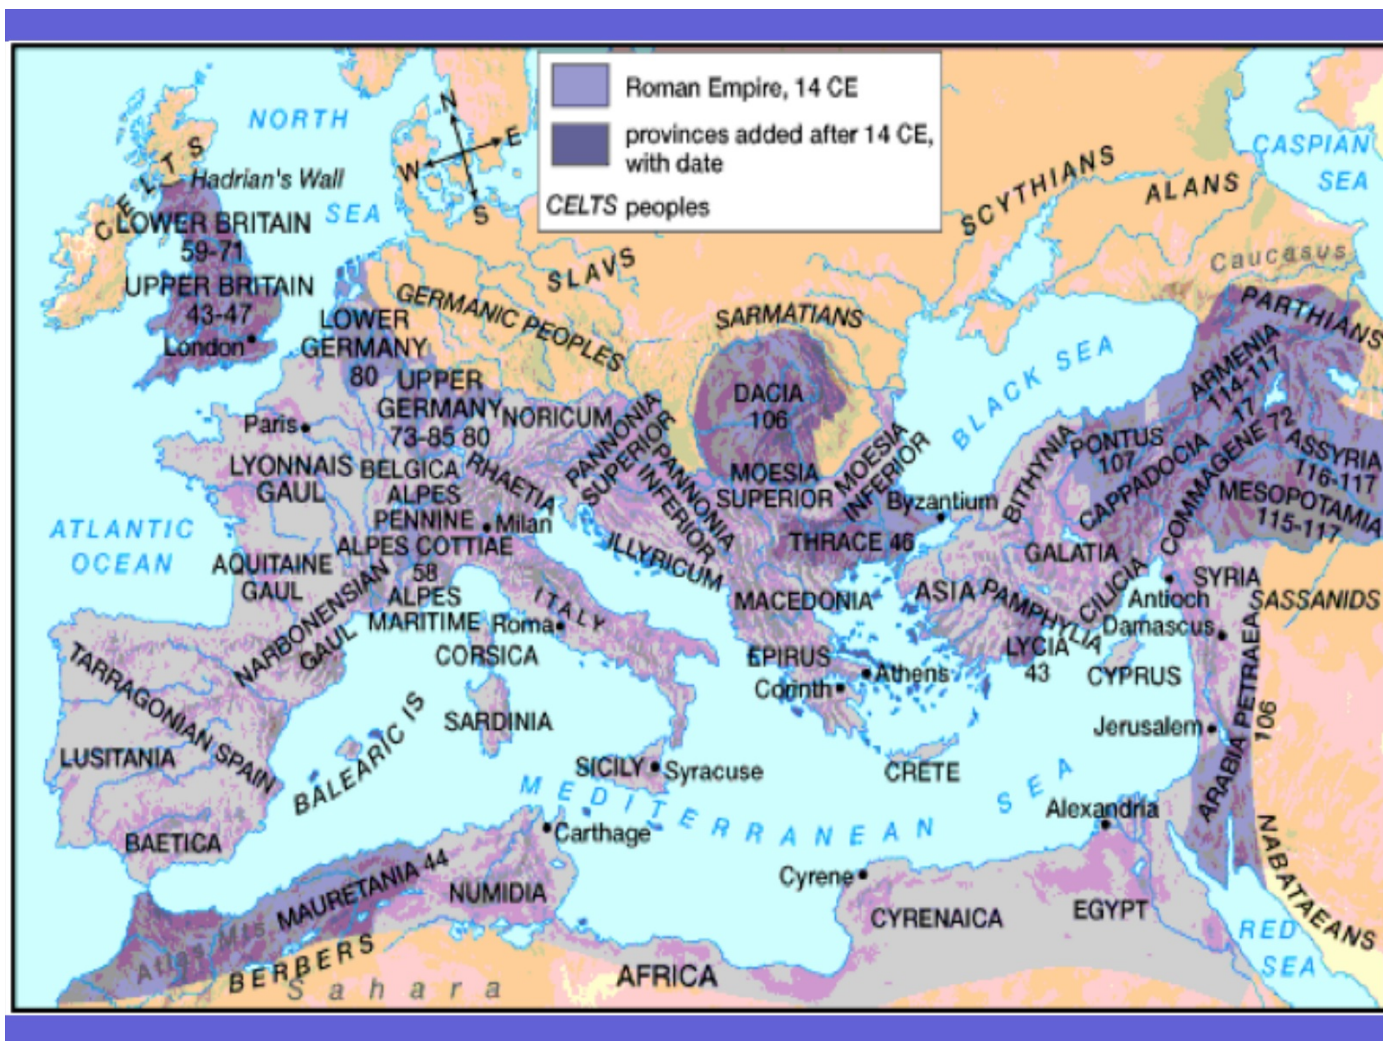 Roman Empire, 14 CE
provinces added after 14 CE,
with date
CELTS peoples
N
W E
S
NORTH
SEA
CASPIAN
SEA
CELTS
Hadrian's Wall
LOWER BRITAIN
59-71
UPPER BRITAIN
43-47
London
SCYTHIANS
ALANS
Caucasus
SLAVS
GERMANIC PEOPLES
SARMATIANS
PARTHIANS
LOWER
GERMANY
80
UPPER
GERMANY
73-85 80
NORICUM
DACIA
106
BLACK SEA
ARMENIA
114-117
17
Paris
LYONNAIS
GAUL
BELGICA
RHAETIA
PANNONIA
SUPERIOR
PANNONIA
INFERIOR
MOESIA
SUPERIOR
MOESIA
INFERIOR
Byzantium
BITHYNIA
PONTUS
107
CAPPADOCIA
COMMAGENE 72
ASSYRIA
116-117
MESOPOTAMIA
115-117
ATLANTIC
OCEAN
ALPES
PENNINE
Milan
ALPES COTTIAE
58
ALPES
MARITIME
AQUITAINE
GAUL
NARBONENSIAN
GAUL
ILLYRICUM
THRACE 46
GALATIA
ITALY
Roma
CORSICA
MACEDONIA
ASIA
PAMPHYLIA
CILICIA
SYRIA
Antioch
SASSANIDS
Damascus
LYCIA
43
CYPRUS
EPIRUS
Athens
Corinth
TARRAGONIAN SPAIN
LUSITANIA
BALEARIC IS
SARDINIA
SICILY
Syracuse
CRETE
Jerusalem
ARABIA PETRAEA
106
MEDITERRANEAN SEA
BAETICA
Carthage
Alexandria
Cyrene
MAURETANIA 44
NUMIDIA
CYRENAICA
EGYPT
NABATAEANS
Atlas Mts
BERBERS
Sahara
AFRICA
RED
SEA